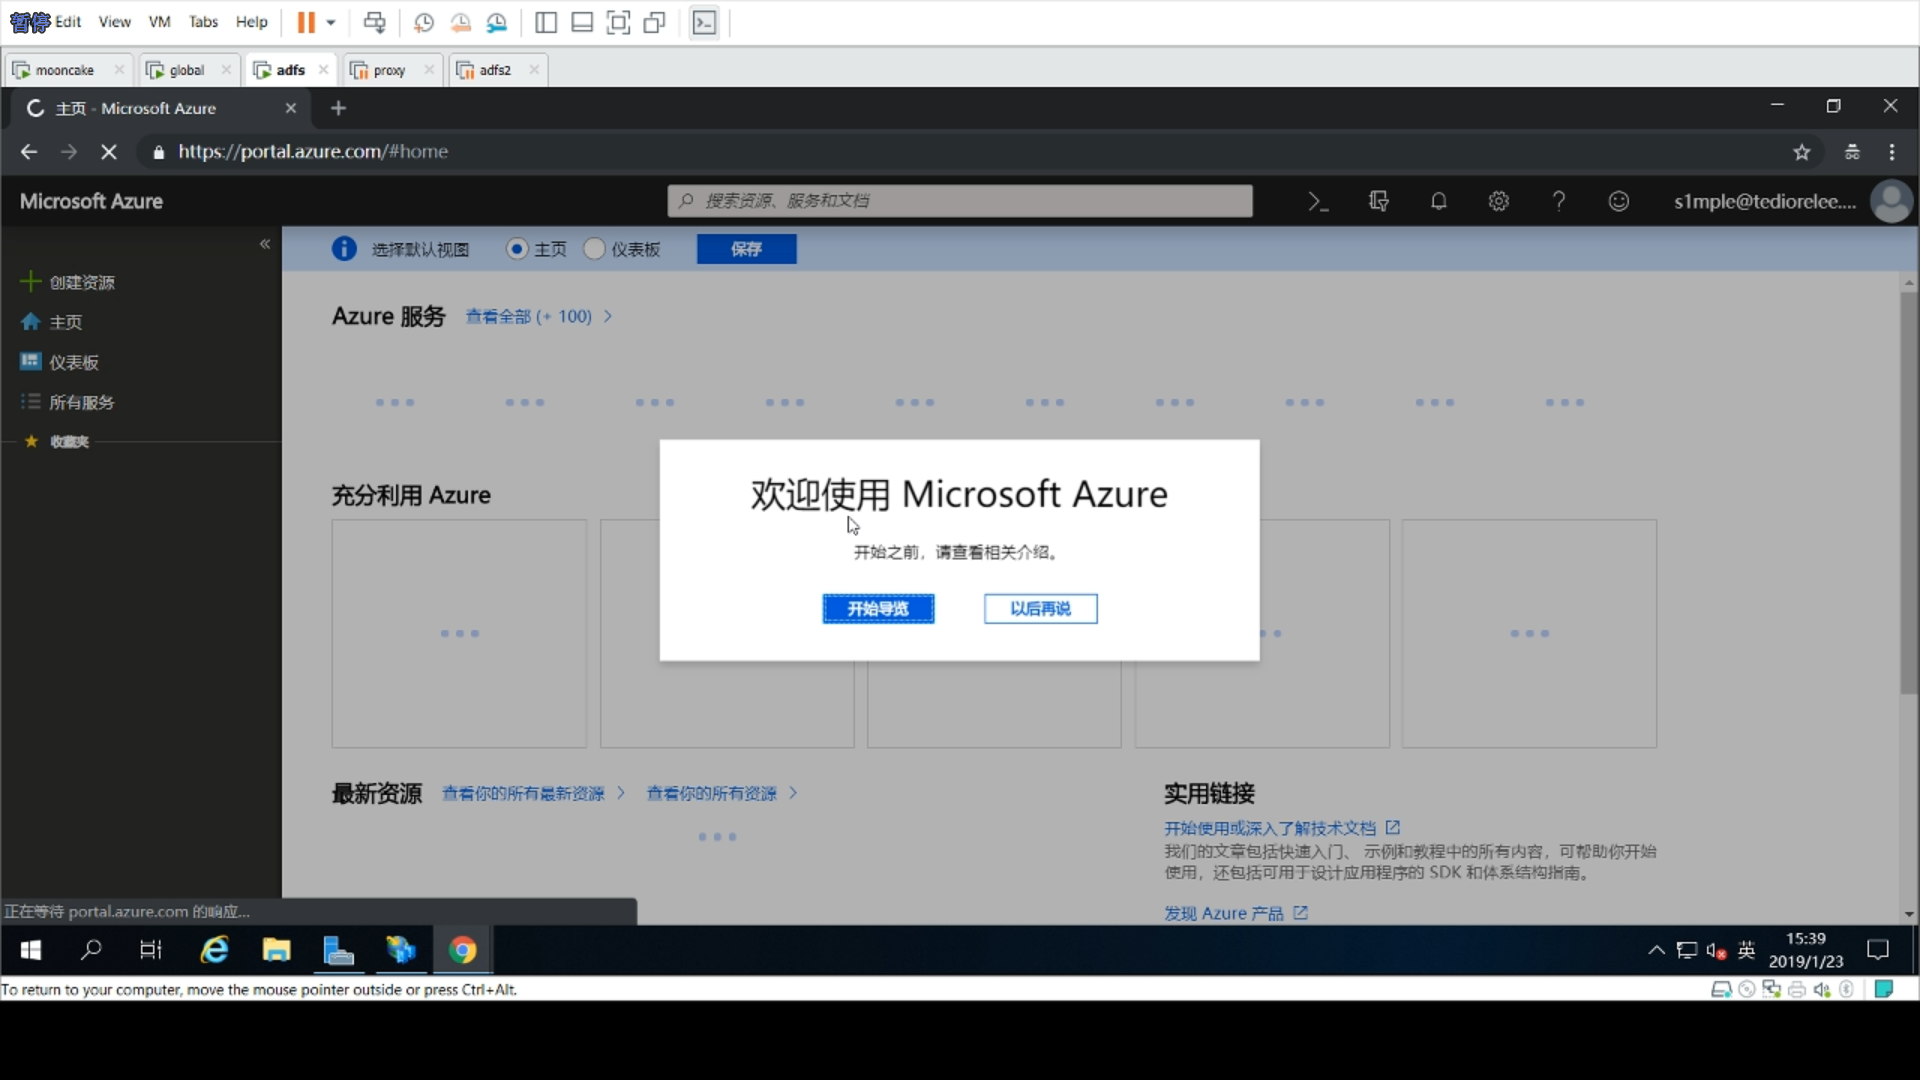 暂停 Edit View VM Tabs Help
mooncake global adfs proxy adfs2
主页 - Microsoft Azure
https://portal.azure.com/#home
Microsoft Azure
搜索资源、服务和文档
s1mple@tediorelee....
选择默认视图 主页 仪表板 保存
创建资源
主页
仪表板
所有服务
收藏夹
Azure 服务 查看全部 (+ 100)
充分利用 Azure
欢迎使用 Microsoft Azure
开始之前，请查看相关介绍。
开始导览 以后再说
最新资源 查看你的所有最新资源 查看你的所有资源
实用链接
开始使用或深入了解技术文档
我们的文章包括快速入门、 示例和教程中的所有内容，可帮助你开始
使用，还包括可用于设计应用程序的 SDK 和体系结构指南。
发现 Azure 产品
正在等待 portal.azure.com 的响应...
英
15:39
2019/1/23
To return to your computer, move the mouse pointer outside or press Ctrl+Alt.